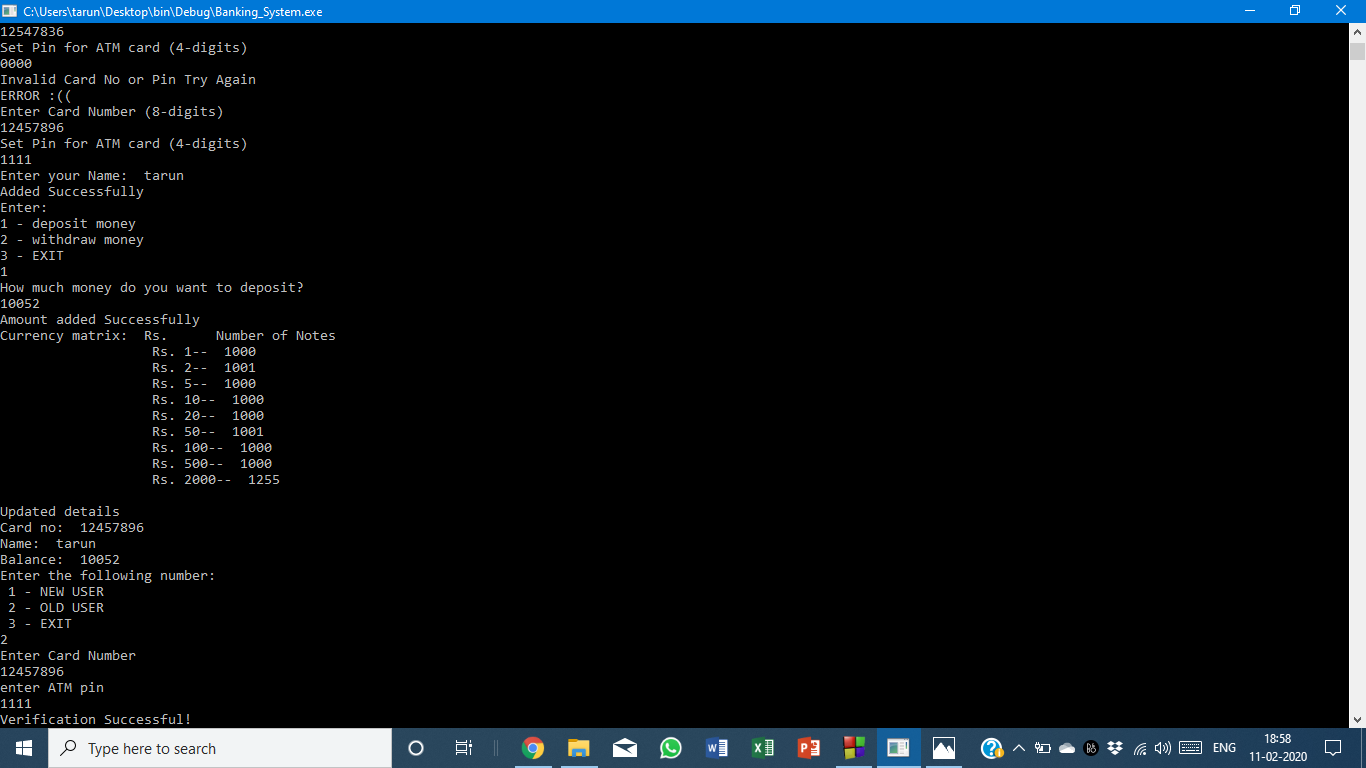 C:\Users\tarun\Desktop\bin\Debug\Banking_System.exe
12547836
Set Pin for ATM card (4-digits)
0000
Invalid Card No or Pin Try Again
ERROR :((
Enter Card Number (8-digits)
12457896
Set Pin for ATM card (4-digits)
1111
Enter your Name:  tarun
Added Successfully
Enter:
1 - deposit money
2 - withdraw money
3 - EXIT
1
How much money do you want to deposit?
10052
Amount added Successfully
Currency matrix:  Rs.      Number of Notes
Rs. 1--  1000
Rs. 2--  1001
Rs. 5--  1000
Rs. 10--  1000
Rs. 20--  1000
Rs. 50--  1001
Rs. 100--  1000
Rs. 500--  1000
Rs. 2000--  1255
Updated details
Card no:  12457896
Name:  tarun
Balance:  10052
Enter the following number:
1 - NEW USER
2 - OLD USER
3 - EXIT
2
Enter Card Number
12457896
enter ATM pin
1111
Verification Successful!
Type here to search
ENG
18:58
11-02-2020